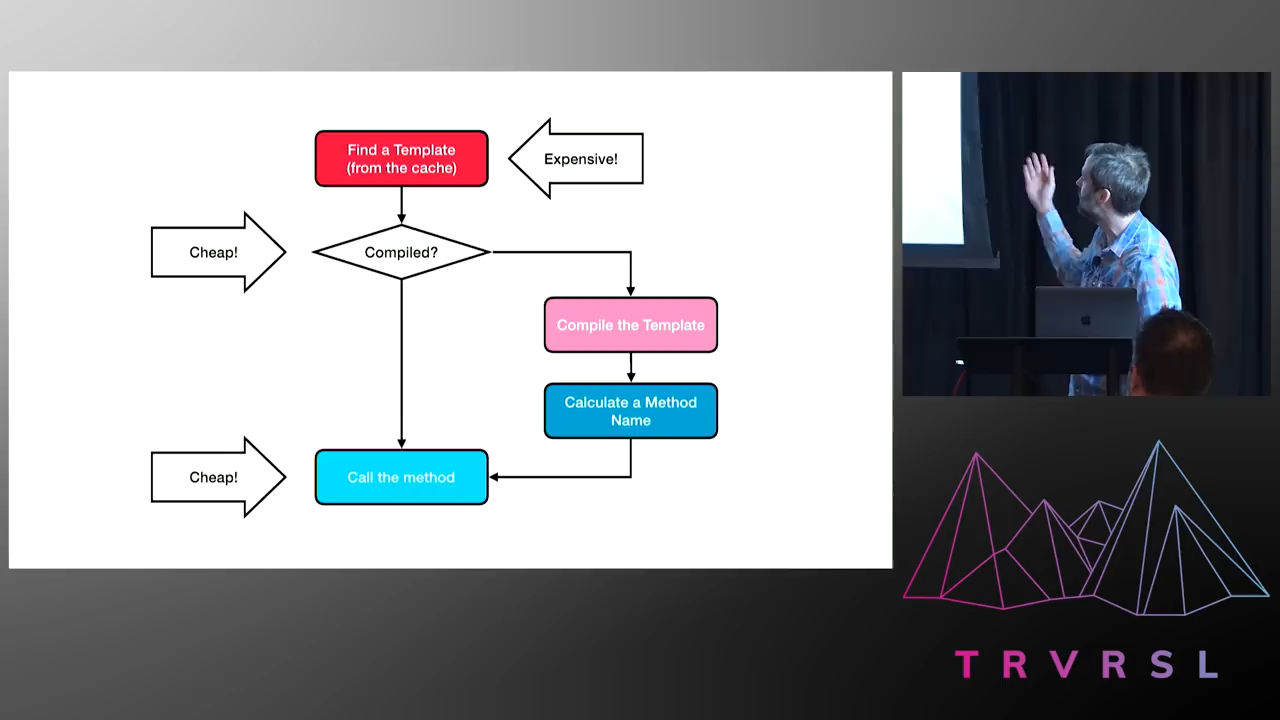 Find a Template
(from the cache)
Expensive!
Cheap!
Compiled?
Compile the Template
Calculate a Method
Name
Cheap!
Call the method
TRVRSL